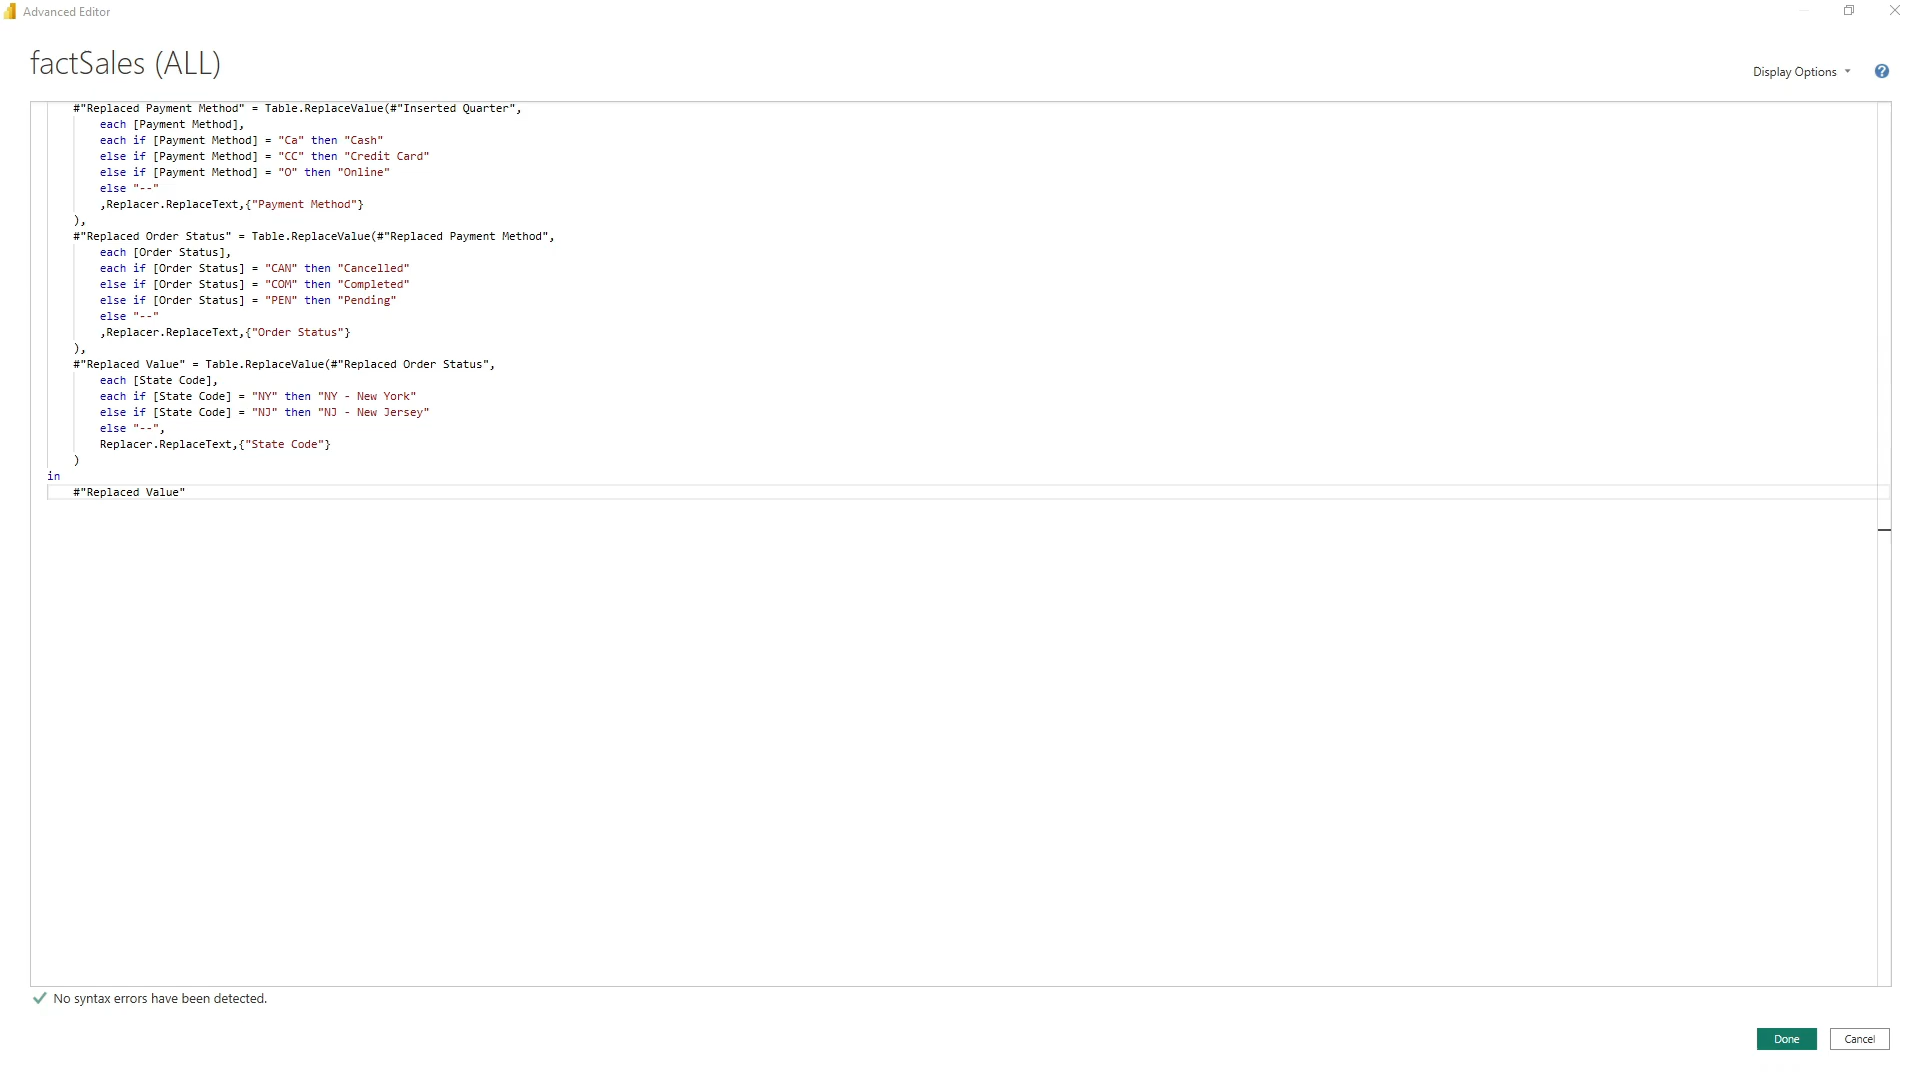 Advanced Editor
factSales (ALL)
Display Options
?
#"Replaced Payment Method" = Table.ReplaceValue(#"Inserted Quarter",
each [Payment Method],
each if [Payment Method] = "Ca" then "Cash"
else if [Payment Method] = "CC" then "Credit Card"
else if [Payment Method] = "O" then "Online"
else "--"
,Replacer.ReplaceText,{"Payment Method"}
),
#"Replaced Order Status" = Table.ReplaceValue(#"Replaced Payment Method",
each [Order Status],
each if [Order Status] = "CAN" then "Cancelled"
else if [Order Status] = "COM" then "Completed"
else if [Order Status] = "PEN" then "Pending"
else "--"
,Replacer.ReplaceText,{"Order Status"}
),
#"Replaced Value" = Table.ReplaceValue(#"Replaced Order Status",
each [State Code],
each if [State Code] = "NY" then "NY - New York"
else if [State Code] = "NJ" then "NJ - New Jersey"
else "--",
Replacer.ReplaceText,{"State Code"}
)
in
#"Replaced Value"
No syntax errors have been detected.
Done
Cancel